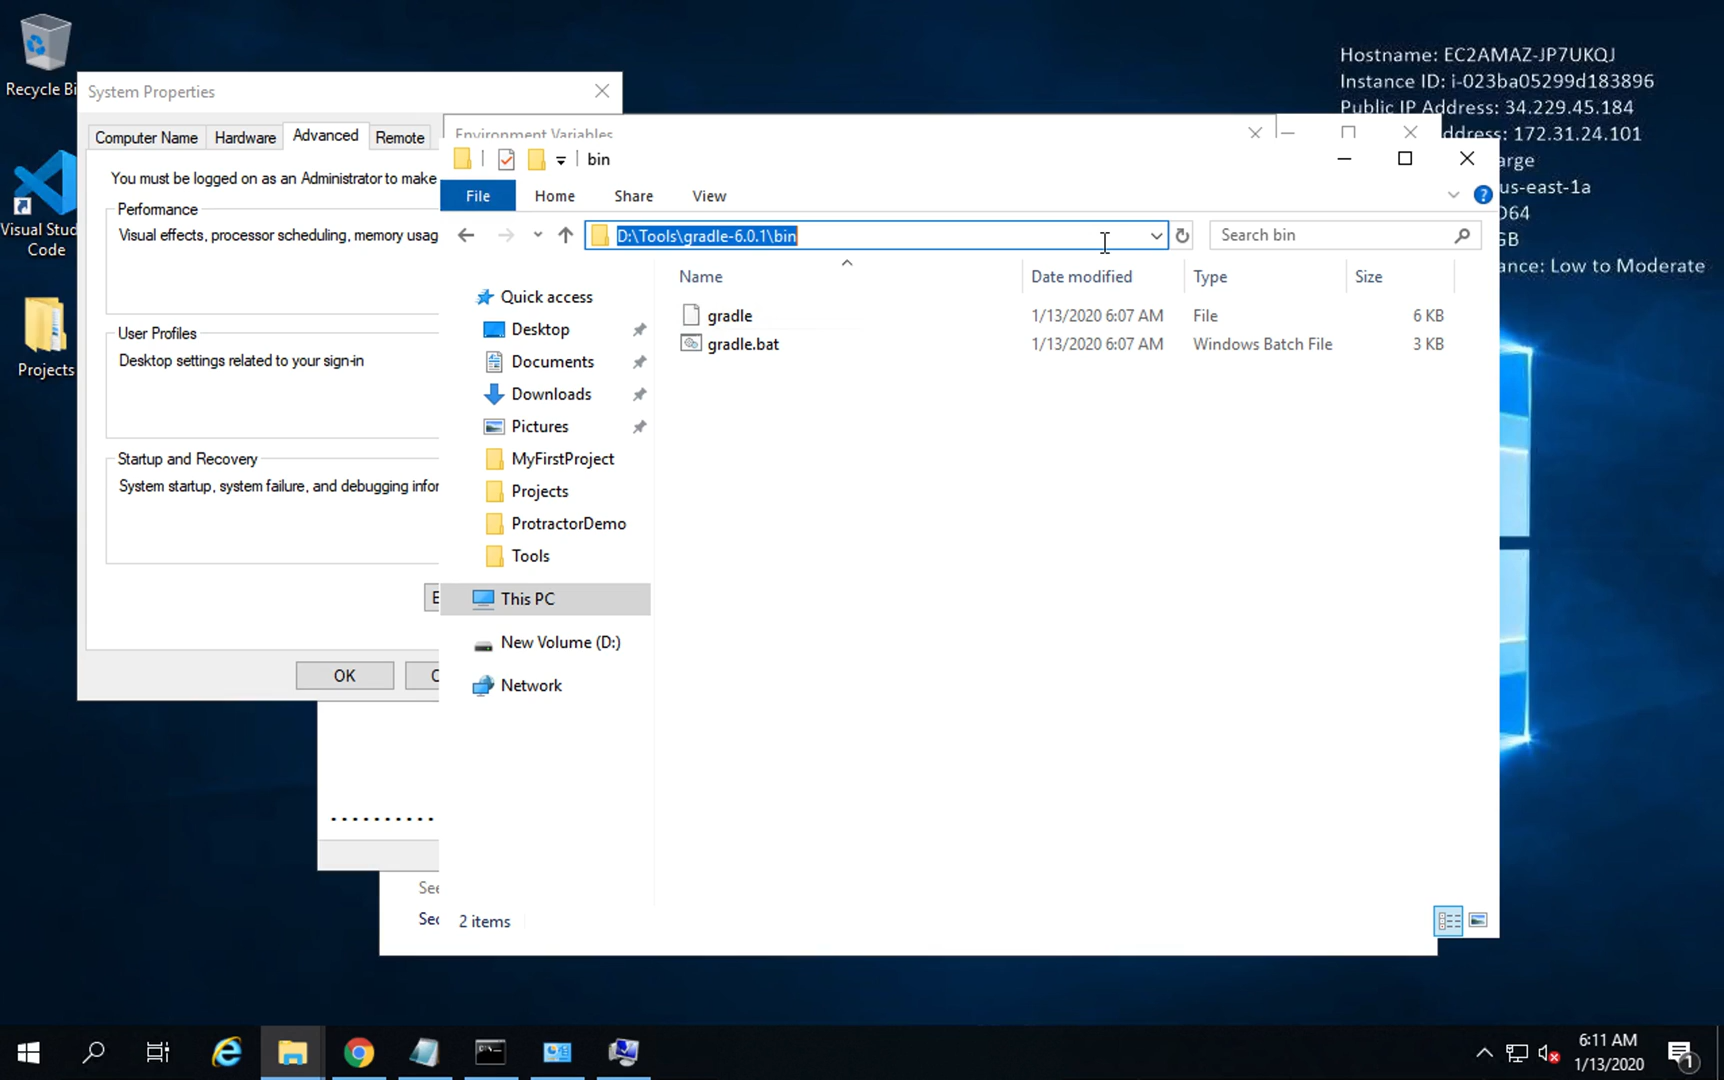 Recycle Bi
Visual Stud
Code
Projects
Hostname: EC2AMAZ-JP7UKQJ
Instance ID: i-023ba05299d183896
Public IP Address: 34.229.45.184
ddress: 172.31.24.101
arge
us-east-1a
D64
GB
ance: Low to Moderate
System Properties
Computer Name
Hardware
Advanced
Remote
You must be logged on as an Administrator to make
Performance
Visual effects, processor scheduling, memory usag
User Profiles
Desktop settings related to your sign-in
Startup and Recovery
System startup, system failure, and debugging infor
E
OK
C
Environment Variables
See
Sec
bin
File
Home
Share
View
D:\Tools\gradle-6.0.1\bin
Search bin
Name
Date modified
Type
Size
gradle
1/13/2020 6:07 AM
File
6 KB
gradle.bat
1/13/2020 6:07 AM
Windows Batch File
3 KB
Quick access
Desktop
Documents
Downloads
Pictures
MyFirstProject
Projects
ProtractorDemo
Tools
This PC
New Volume (D:)
Network
2 items
6:11 AM
1/13/2020
1